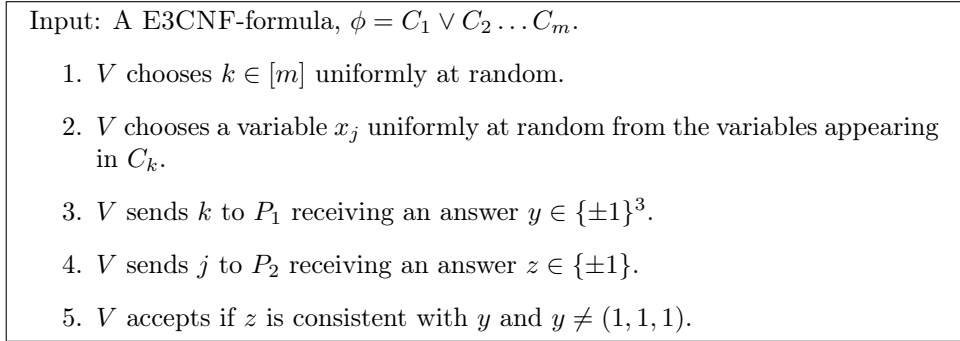 Input: A E3CNF-formula, ϕ = C₁ ∨ C₂ … Cₘ.
1. V chooses k ∈ [m] uniformly at random.
2. V chooses a variable xⱼ uniformly at random from the variables appearing
in Cₖ.
3. V sends k to P₁ receiving an answer y ∈ {±1}³.
4. V sends j to P₂ receiving an answer z ∈ {±1}.
5. V accepts if z is consistent with y and y ≠ (1, 1, 1).